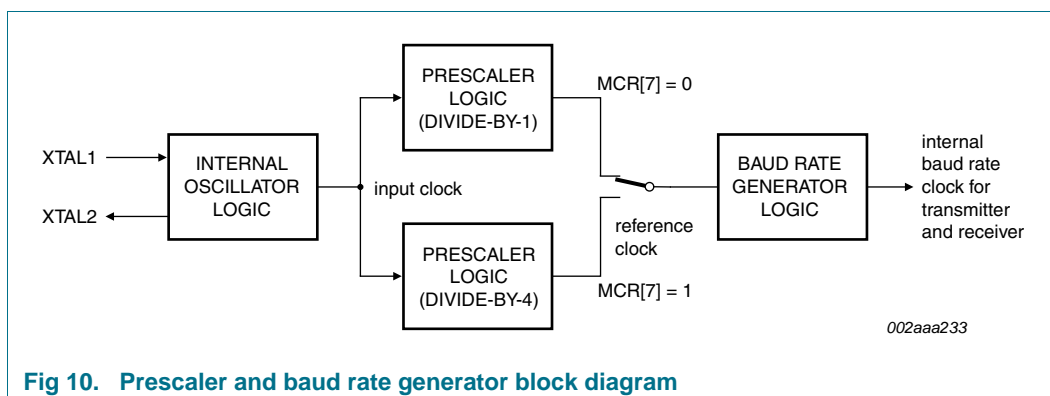 PRESCALER
LOGIC
(DIVIDE-BY-1)
MCR[7] = 0
XTAL1
XTAL2
INTERNAL
OSCILLATOR
LOGIC
input clock
BAUD RATE
GENERATOR
LOGIC
internal
baud rate
clock for
transmitter
and receiver
reference
clock
PRESCALER
LOGIC
(DIVIDE-BY-4)
MCR[7] = 1
002aaa233
Fig 10. Prescaler and baud rate generator block diagram